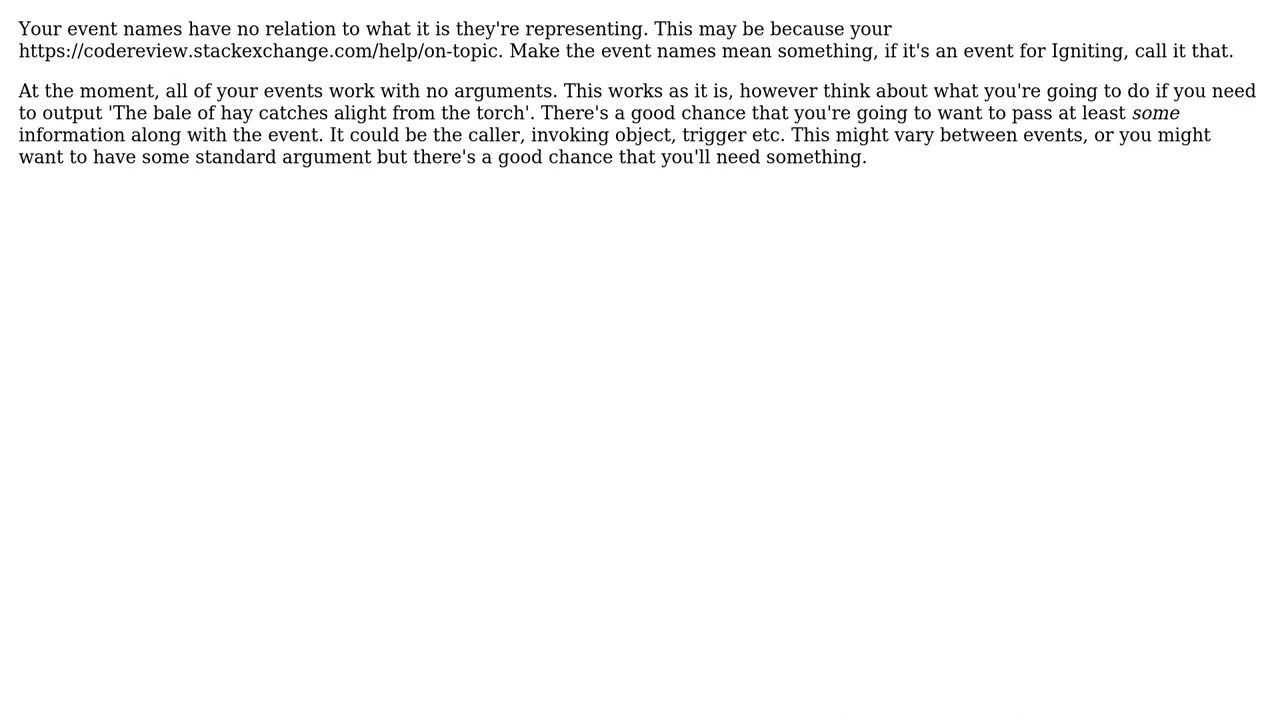 Your event names have no relation to what it is they're representing. This may be because your
https://codereview.stackexchange.com/help/on-topic. Make the event names mean something, if it's an event for Igniting, call it that.
At the moment, all of your events work with no arguments. This works as it is, however think about what you're going to do if you need
to output 'The bale of hay catches alight from the torch'. There's a good chance that you're going to want to pass at least some
information along with the event. It could be the caller, invoking object, trigger etc. This might vary between events, or you might
want to have some standard argument but there's a good chance that you'll need something.